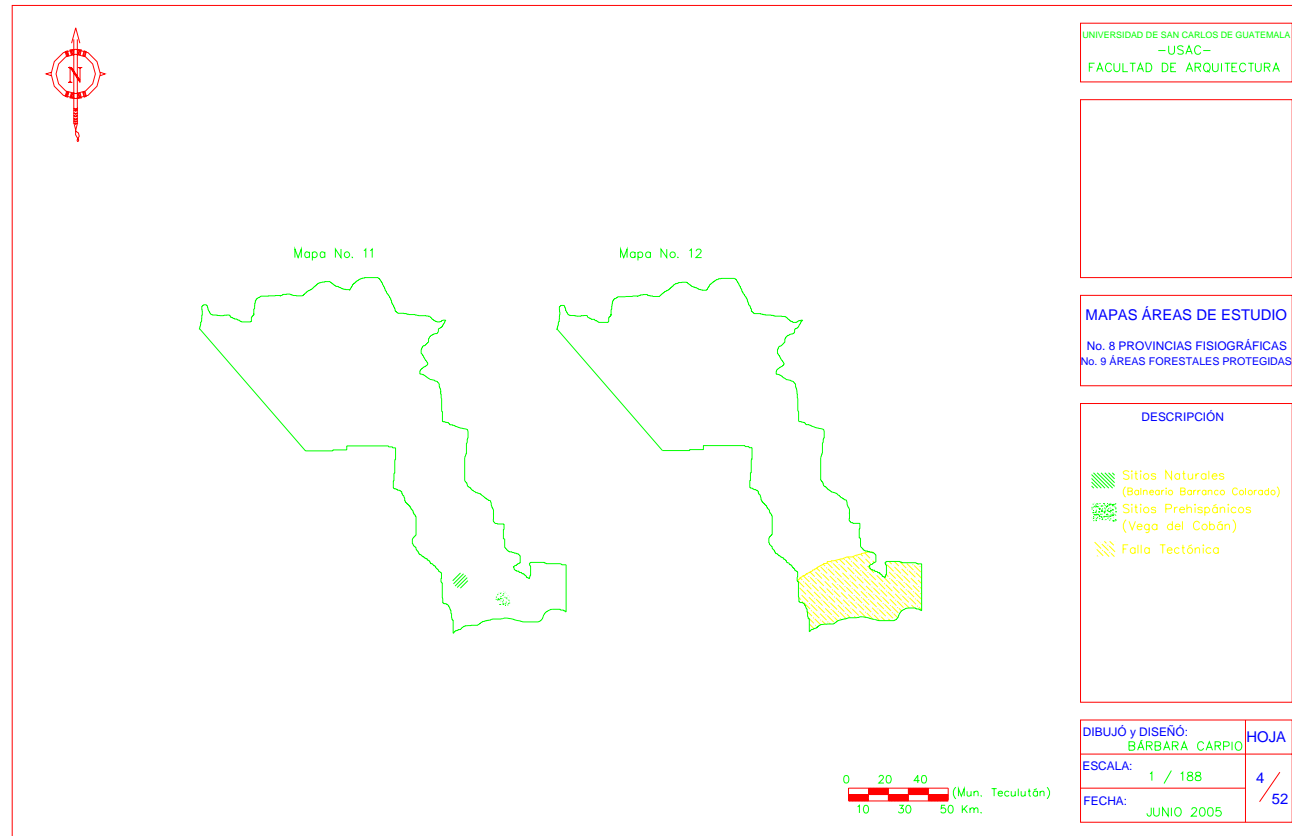 N
UNIVERSIDAD DE SAN CARLOS DE GUATEMALA
-USAC-
FACULTAD DE ARQUITECTURA
Mapa No. 11
Mapa No. 12
MAPAS ÁREAS DE ESTUDIO
No. 8 PROVINCIAS FISIOGRÁFICAS
No. 9 ÁREAS FORESTALES PROTEGIDAS
DESCRIPCIÓN
Sitios Naturales
(Balneario Barranco Colorado)
Sitios Prehispánicos
(Vega del Cobán)
Falla Tectónica
DIBUJÓ y DISEÑÓ:
BÁRBARA CARPIO
HOJA
ESCALA:
1 / 188
4 / 52
FECHA:
JUNIO 2005
0 20 40
(Mun. Teculután)
10 30 50 Km.